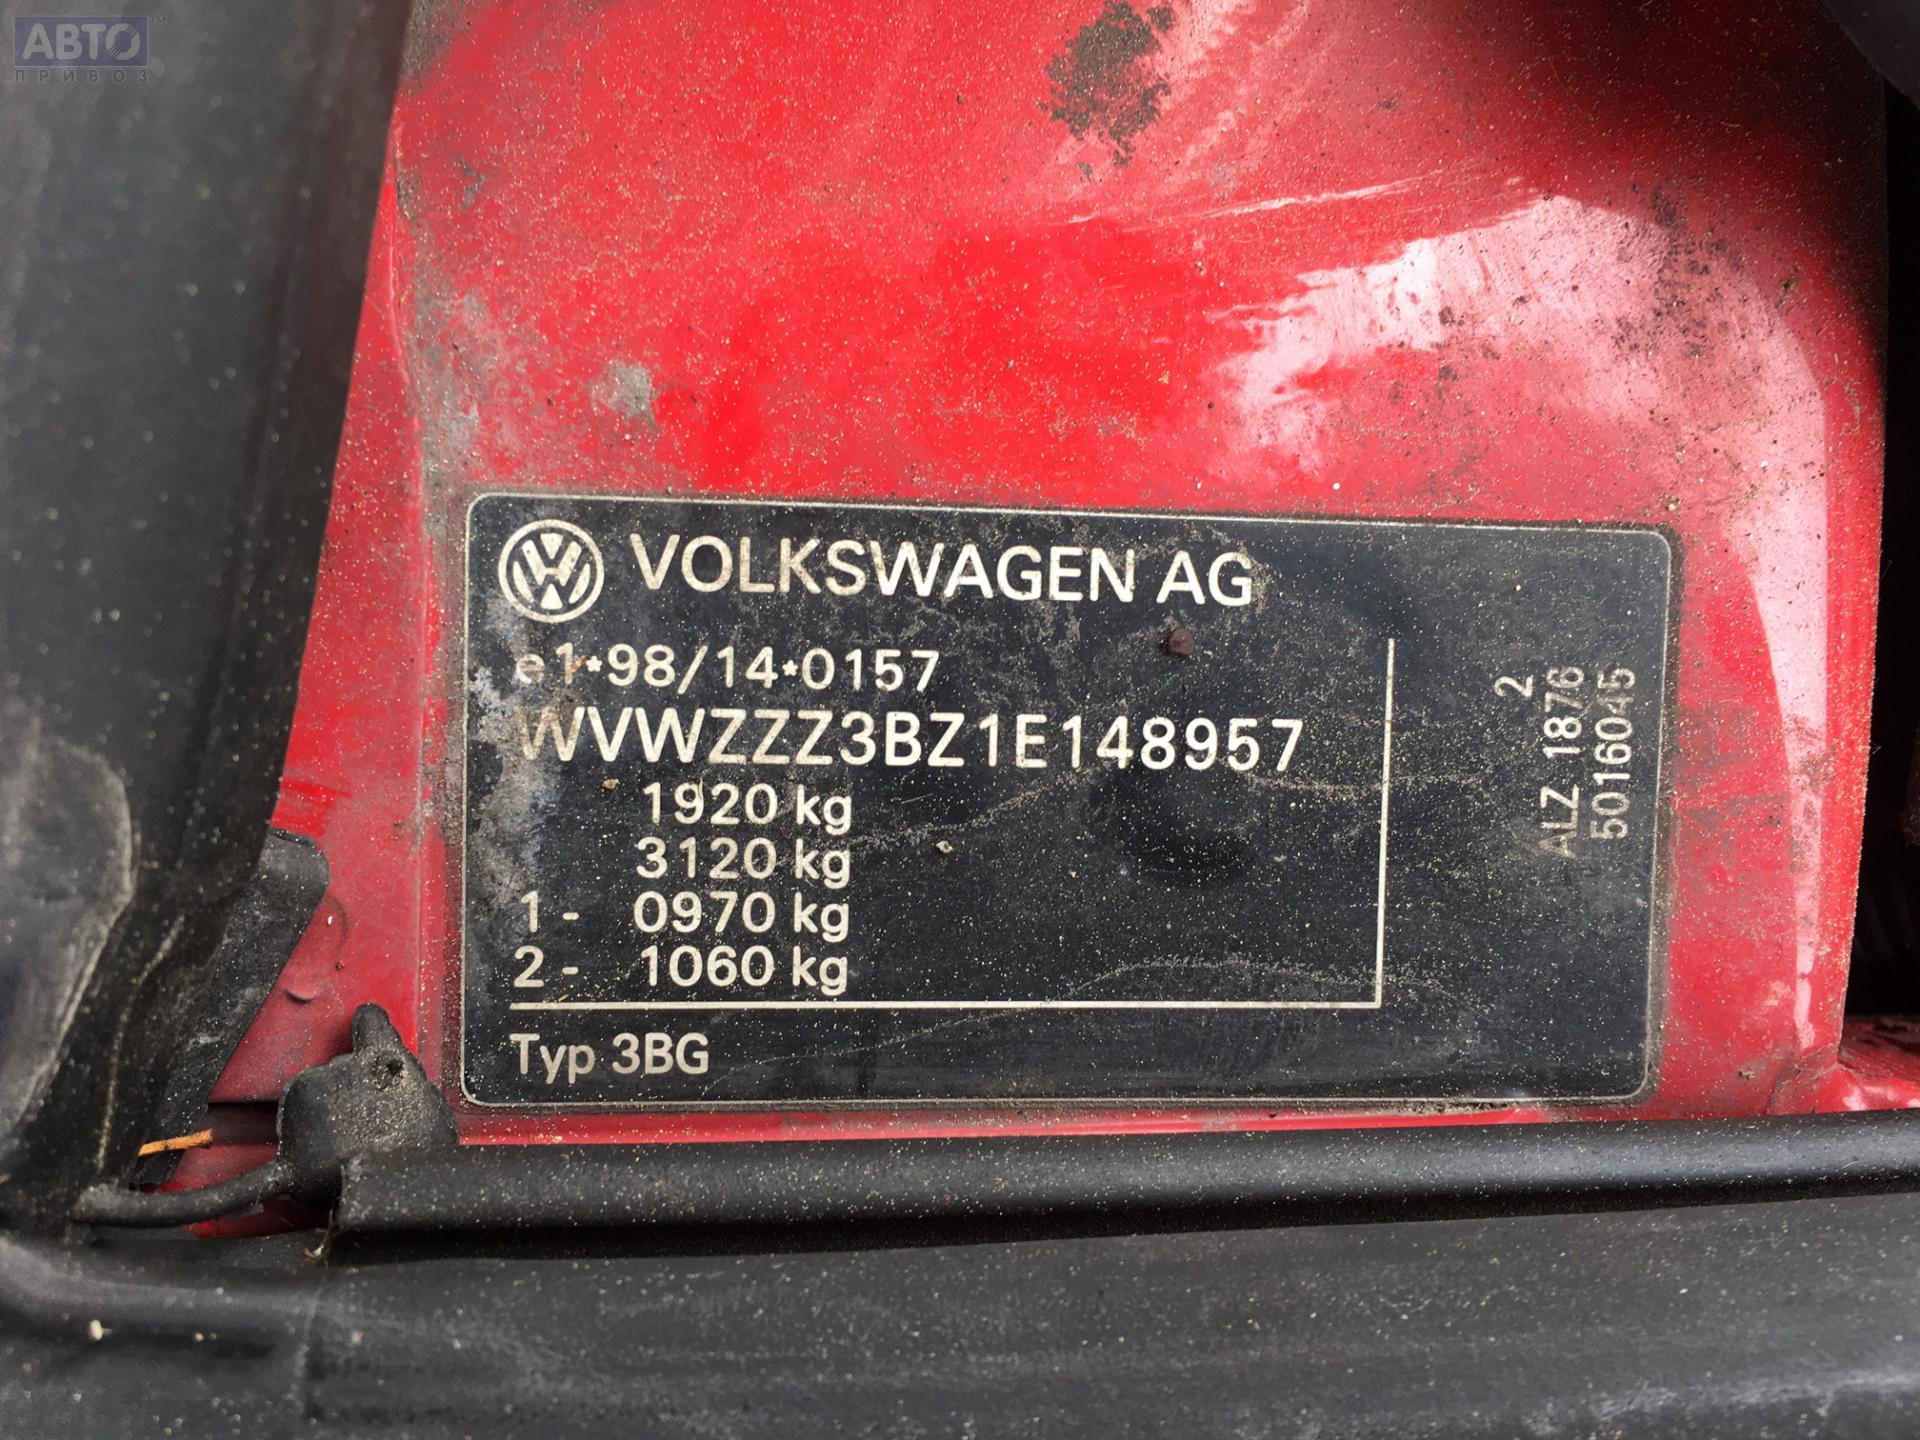 АВТО™
ПРИВОЗ
VOLKSWAGEN AG
e1*98/14*0157
WVWZZZ3BZ1E148957
1920 kg
3120 kg
1- 0970 kg
2- 1060 kg
Typ 3BG
2
ALZ 1876
5016045